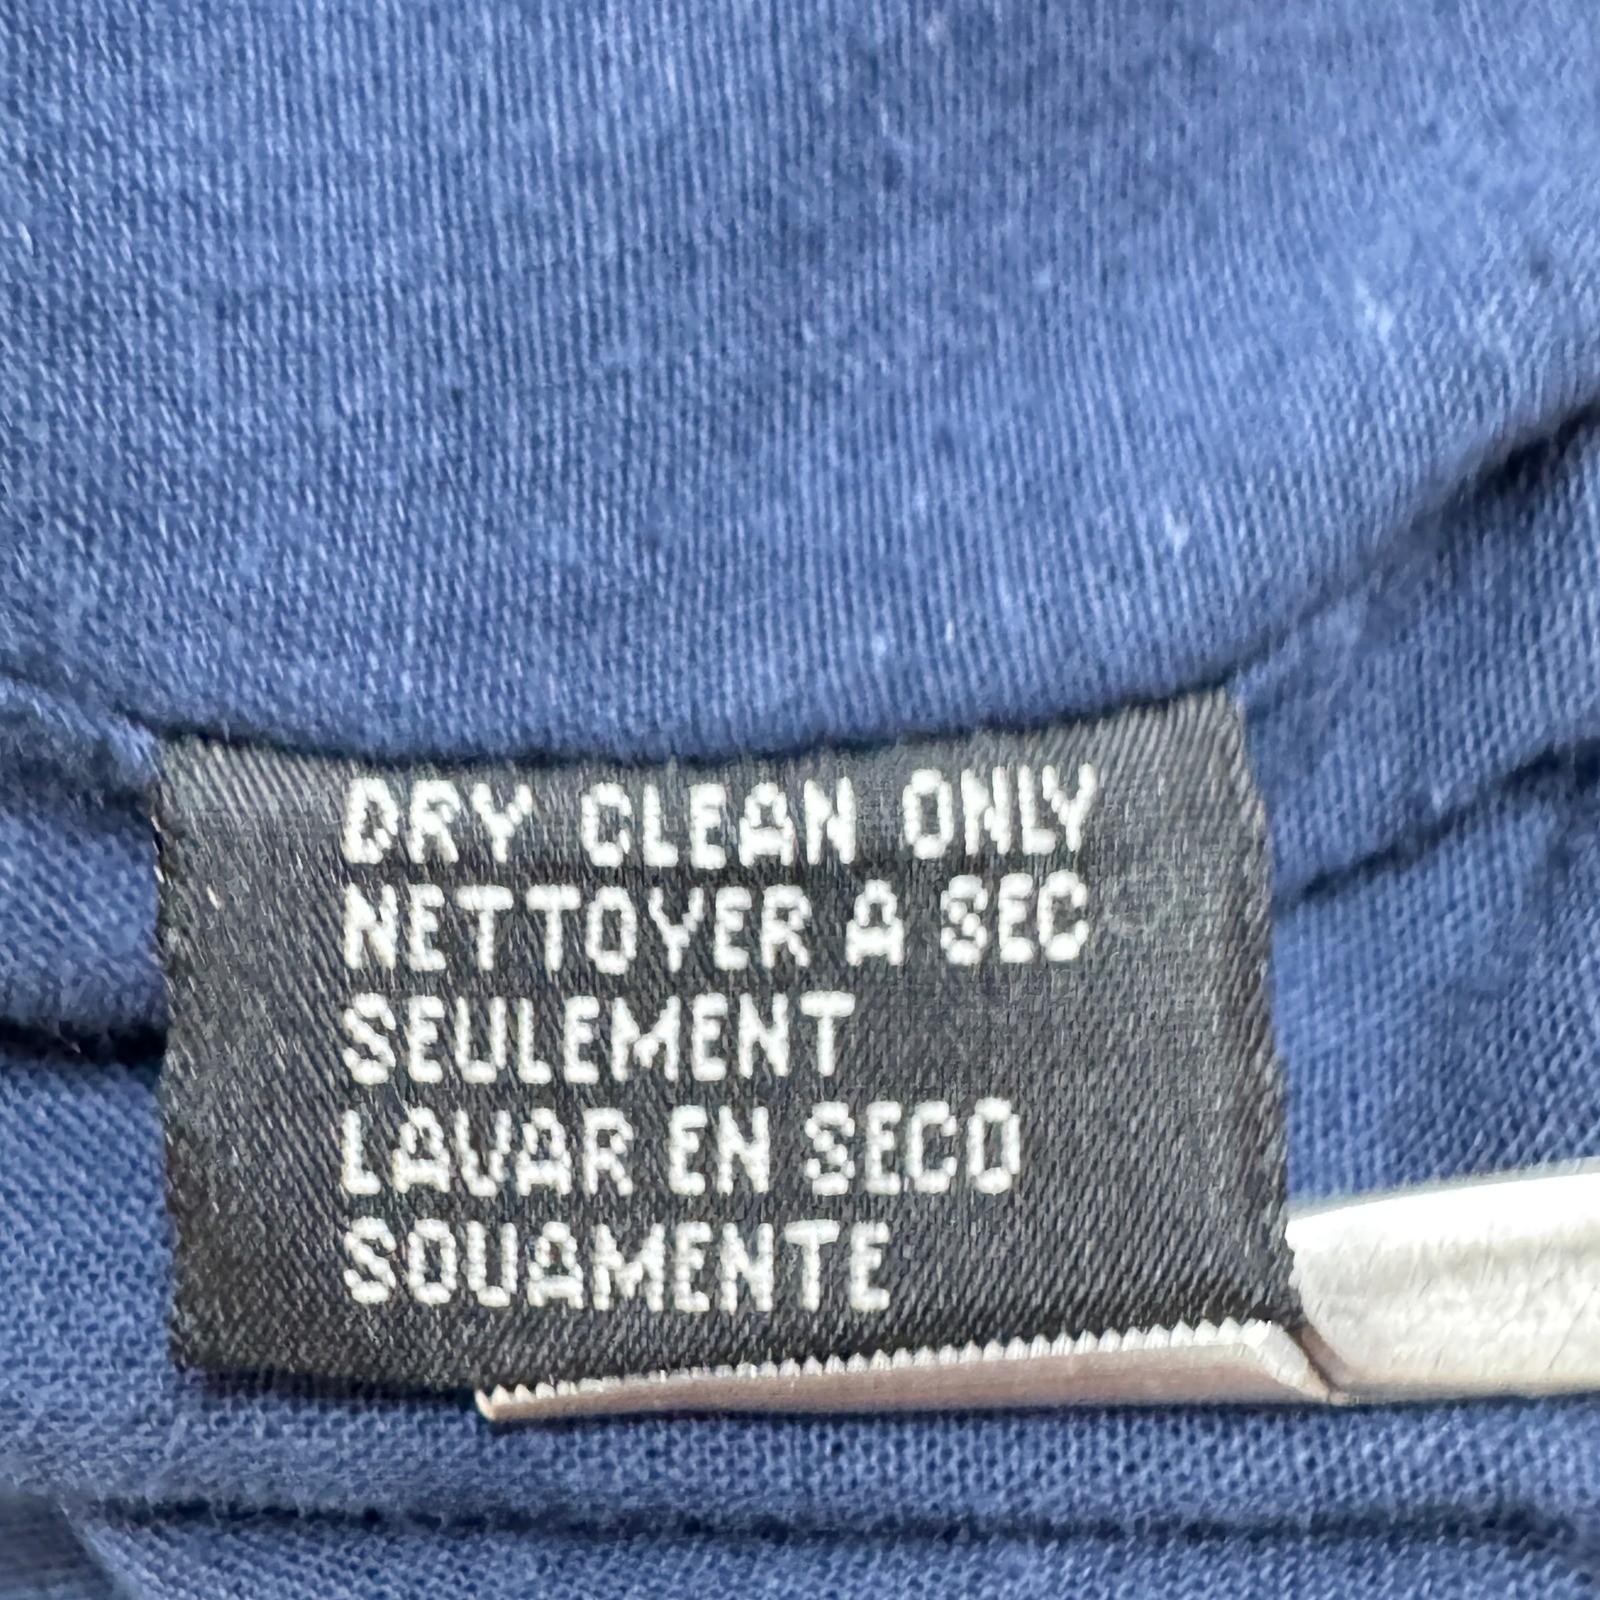 DRY CLEAN ONLY
NETTOYER A SEC
SEULEMENT
LAVAR EN SECO
SOUAMENTE